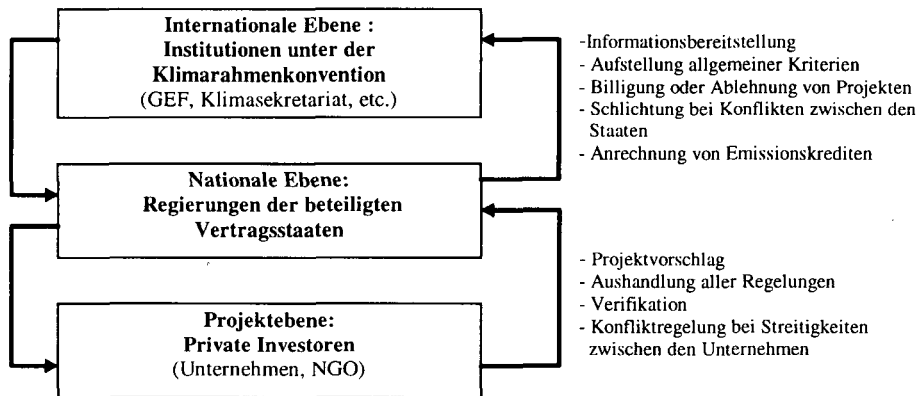 Internationale Ebene :
Institutionen unter der
Klimarahmenkonvention
(GEF, Klimasekretariat, etc.)
-Informationsbereitstellung
- Aufstellung allgemeiner Kriterien
- Billigung oder Ablehnung von Projekten
- Schlichtung bei Konflikten zwischen den
Staaten
- Anrechnung von Emissionskrediten
Nationale Ebene:
Regierungen der beteiligten
Vertragsstaaten
- Projektvorschlag
- Aushandlung aller Regelungen
- Verifikation
- Konfliktregelung bei Streitigkeiten
zwischen den Unternehmen
Projektebene:
Private Investoren
(Unternehmen, NGO)